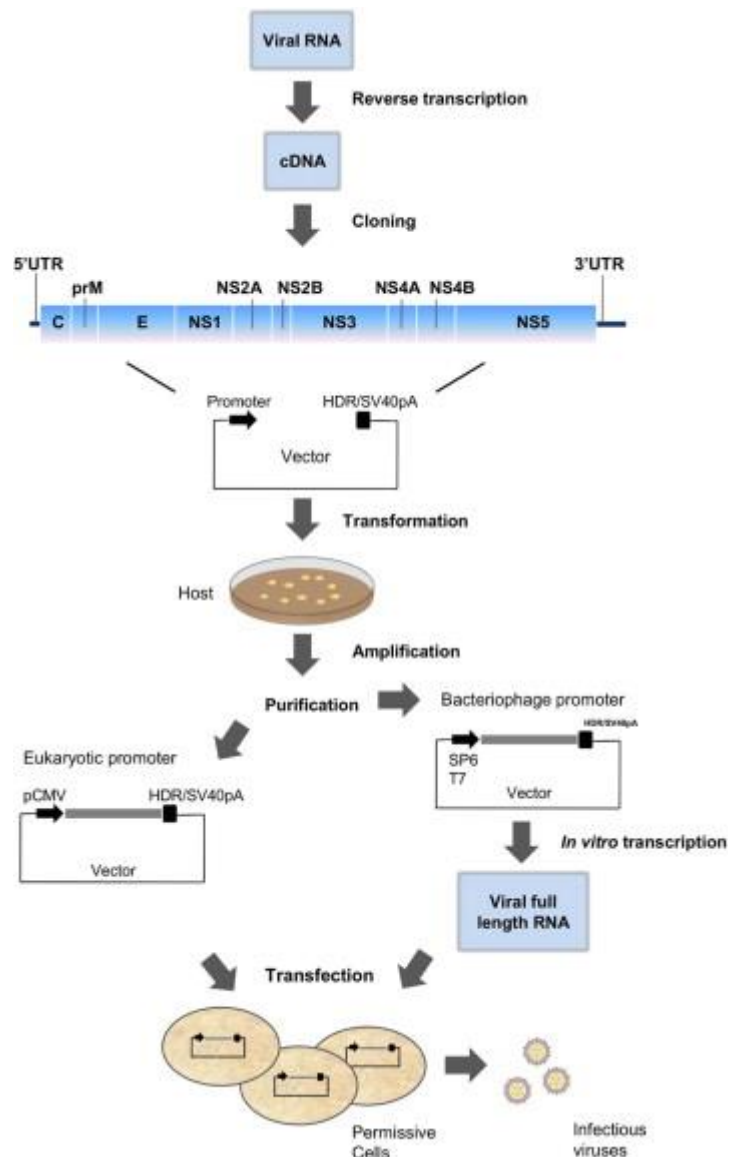 Viral RNA
Reverse transcription
cDNA
Cloning
5'UTR
3'UTR
prM
NS2A
NS2B
NS4A
NS4B
C
E
NS1
NS3
NS5
Promoter
HDR/SV40pA
Vector
Transformation
Host
Amplification
Purification
Bacteriophage promoter
Eukaryotic promoter
HDR/SV40pA
SP6
T7
Vector
pCMV
HDR/SV40pA
Vector
In vitro transcription
Viral full
length RNA
Transfection
Permissive
Cells
Infectious
viruses